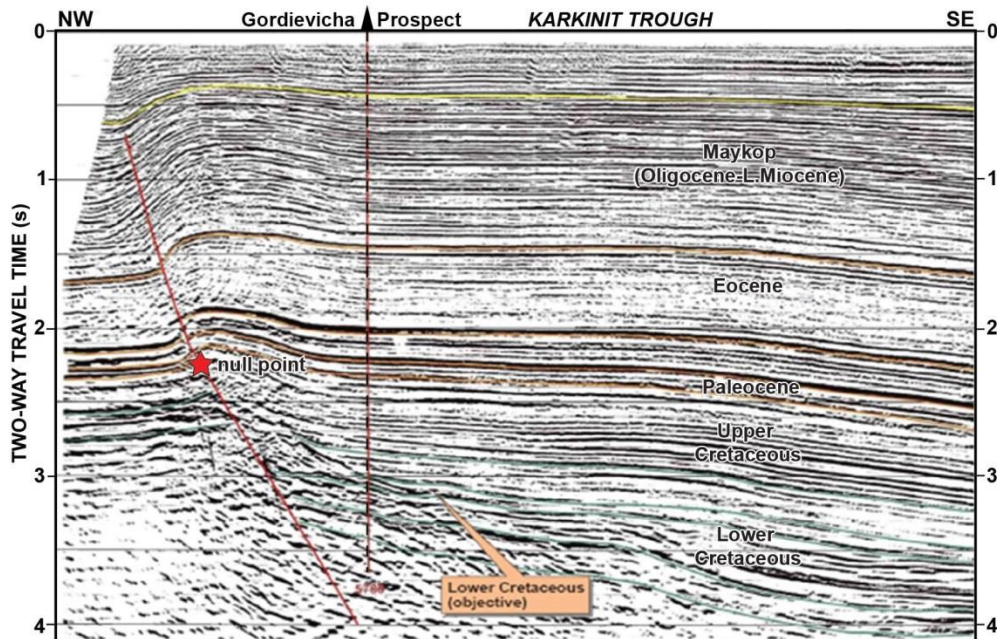 NW
Gordievicha Prospect
KARKINIT TROUGH
SE
0
0
Maykop
(Oligocene-L.Miocene)
1
1
TWO-WAY TRAVEL TIME (s)
Eocene
2
2
null point
Paleocene
Upper
Cretaceous
3
3
Lower
Cretaceous
Lower Cretaceous
(objective)
4
4